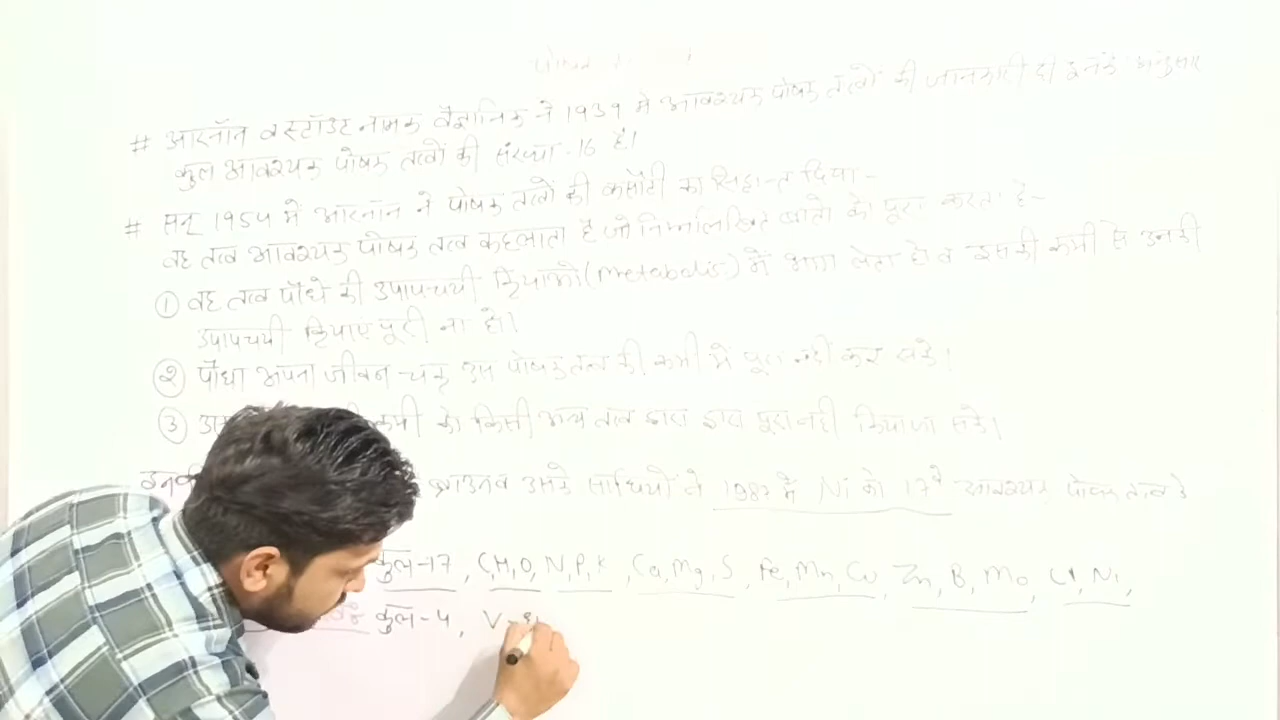 पोषक
# आरनॉन व स्टॉउट नामक वैज्ञानिक ने 1939 मे आवश्यक पोषक तत्वों की जानकारी दी इनके अनुसार
कुल आवश्यक पोषक तत्वों की संख्या-16 है।
# सन् 1954 में आरनॉन ने पोषक तत्वों की कसौटी का सिद्धान्त दिया-
वह तत्व आवश्यक पोषक तत्व कहलाता है जो निम्नलिखित बातो को पूरा करता है-
① वह तत्व पौधे की उपापचयी क्रियाओ (metabolic) में भाग लेता हो व इसकी कमी से उनकी
उपापचयी क्रियाएं पूरी ना हो।
② पौधा अपना जीवन-चक्र उस पोषक तत्व की कमी मे पूरा नही कर सके।
③ कमी को किसी अन्य तत्व द्वारा द्वारा पूरा नही किया जा सके।
ब्राउन व उसके साथियों ने 1987 में Ni को 17वें आवश्यक पोषक तत्व के
कुल-17, C,H,O, N,P,K, Ca,Mg,S, Fe,Mn,Cu Zn,B,Mo, Cl,Ni,
कुल-4, V-